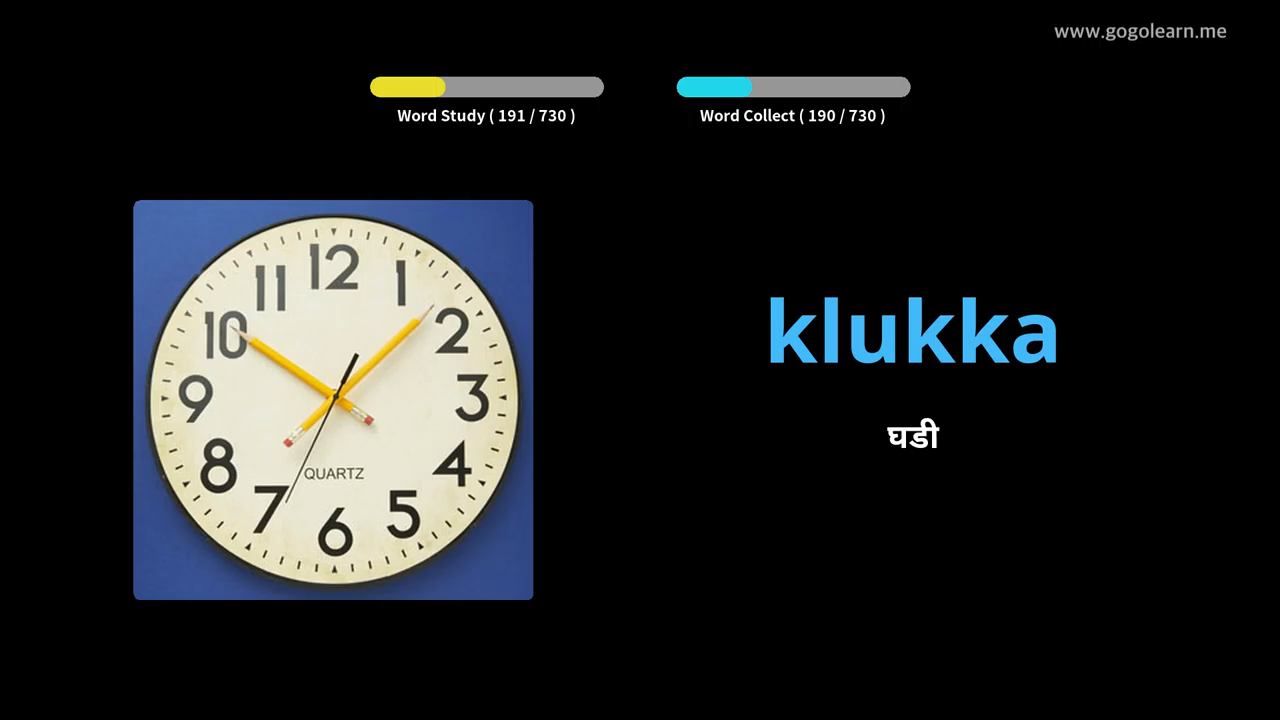 www.gogolearn.me
Word Study ( 191 / 730 )
Word Collect ( 190 / 730 )
12
11
1
10
2
9
3
8
4
QUARTZ
7
5
6
klukka
घडी